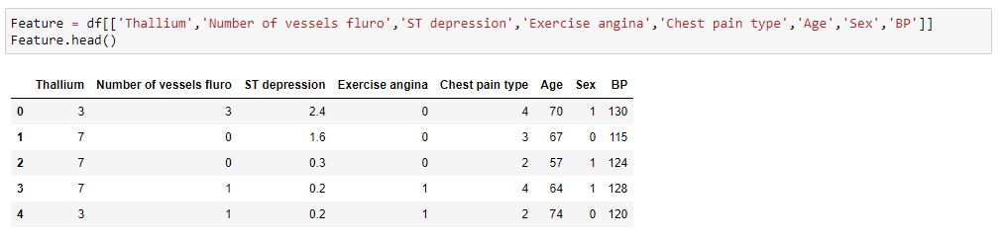 Feature = df[['Thallium','Number of vessels fluro','ST depression','Exercise angina','Chest pain type','Age','Sex','BP']]
Feature.head()
Thallium Number of vessels fluro ST depression Exercise angina Chest pain type Age Sex BP
0 3 3 2.4 0 4 70 1 130
1 7 0 1.6 0 3 67 0 115
2 7 0 0.3 0 2 57 1 124
3 7 1 0.2 1 4 64 1 128
4 3 1 0.2 1 2 74 0 120